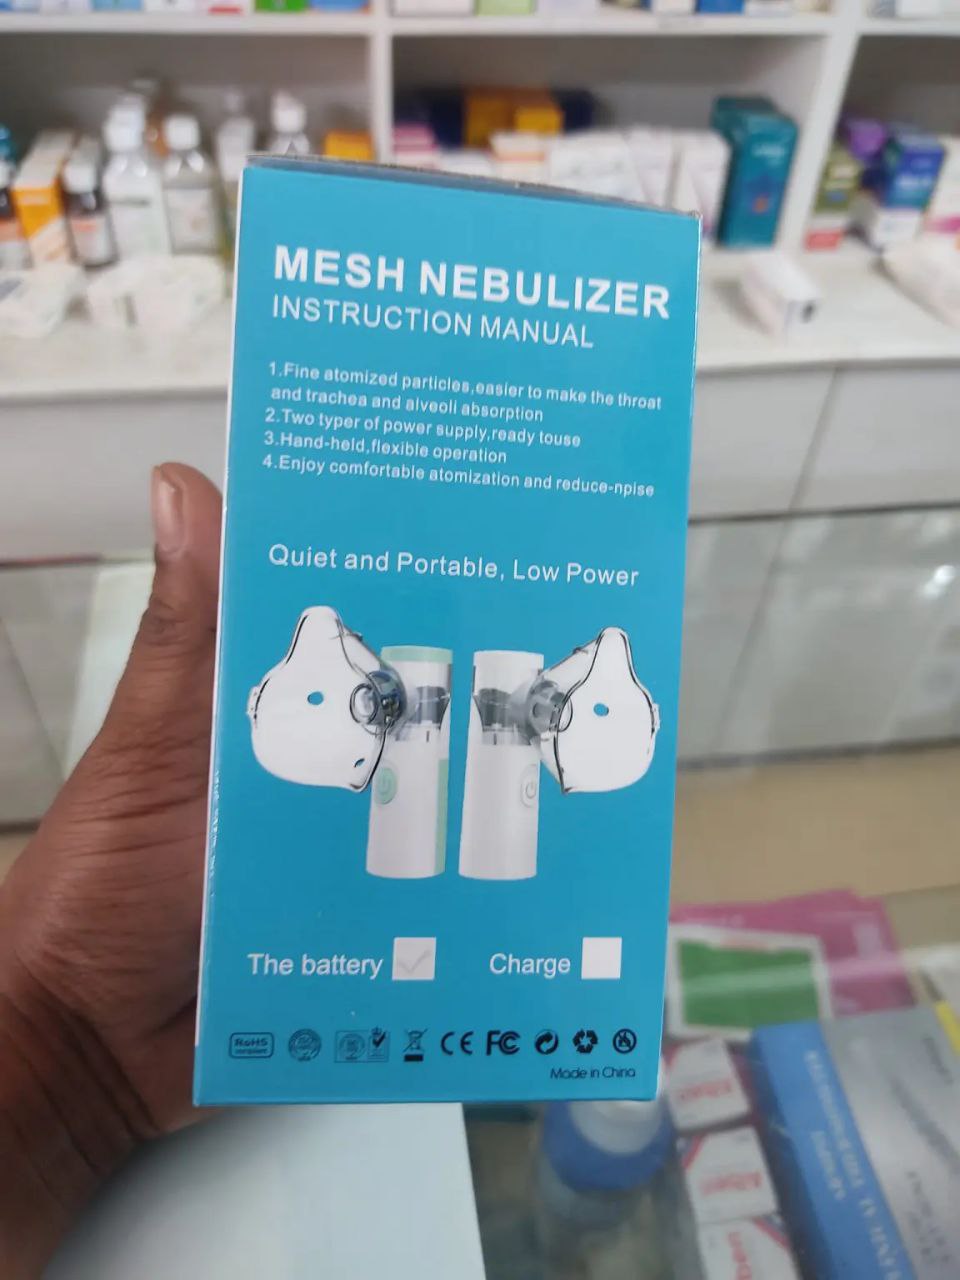 MESH NEBULIZER
INSTRUCTION MANUAL
1.Fine atomized particles,easier to make the throat
and trachea and alveoli absorption
2.Two typer of power supply,ready touse
3.Hand-held,flexible operation
4.Enjoy comfortable atomization and reduce-npise
Quiet and Portable, Low Power
The battery
Charge
RoHS
CE FC
Made in China